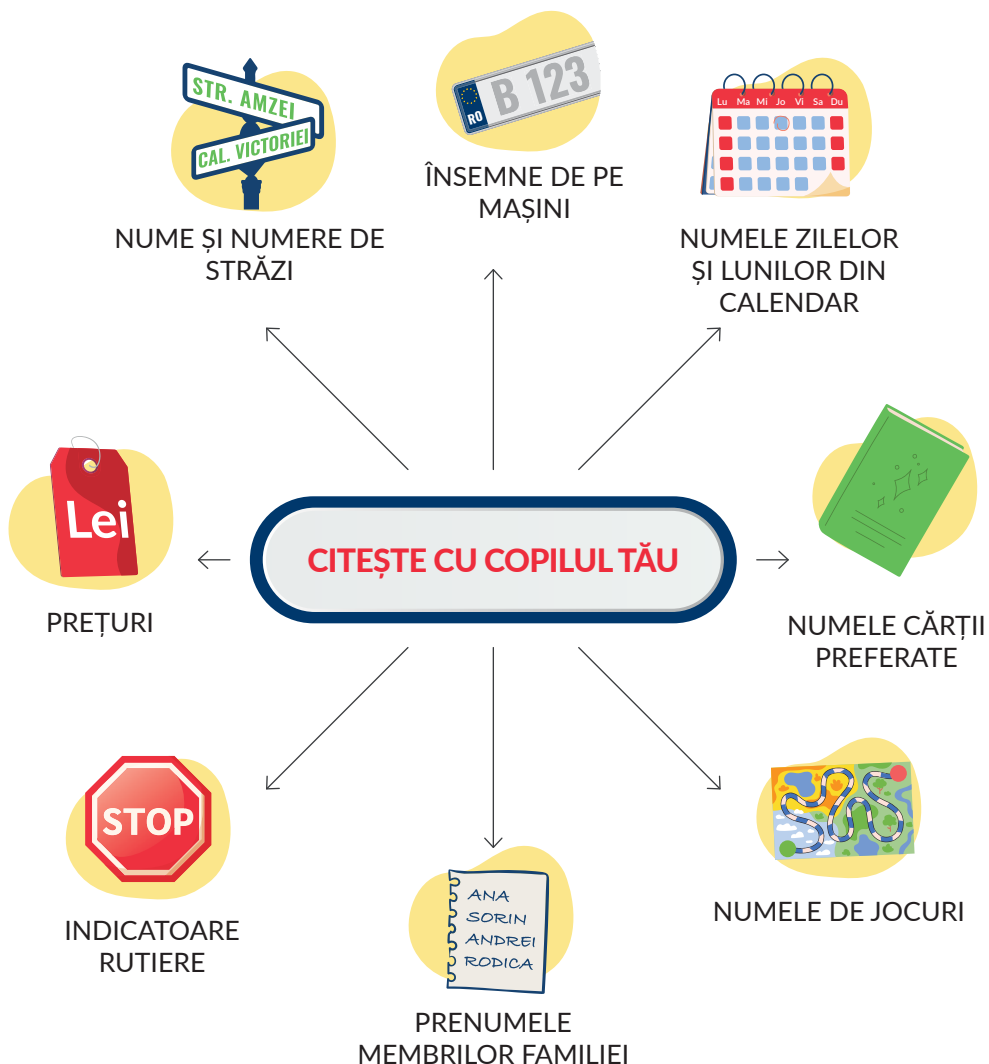 STR. AMZEI
CAL. VICTORIEI
NUME ȘI NUMERE DE
STRĂZI
RO
B 123
ÎNSEMNE DE PE
MAȘINI
Lu Ma Mi Jo Vi Sa Du
NUMELE ZILELOR
ȘI LUNILOR DIN
CALENDAR
Lei
PREȚURI
CITEȘTE CU COPILUL TĂU
NUMELE CĂRȚII
PREFERATE
STOP
INDICATOARE
RUTIERE
ANA
SORIN
ANDREI
RODICA
PRENUMELE
MEMBRILOR FAMILIEI
NUMELE DE JOCURI